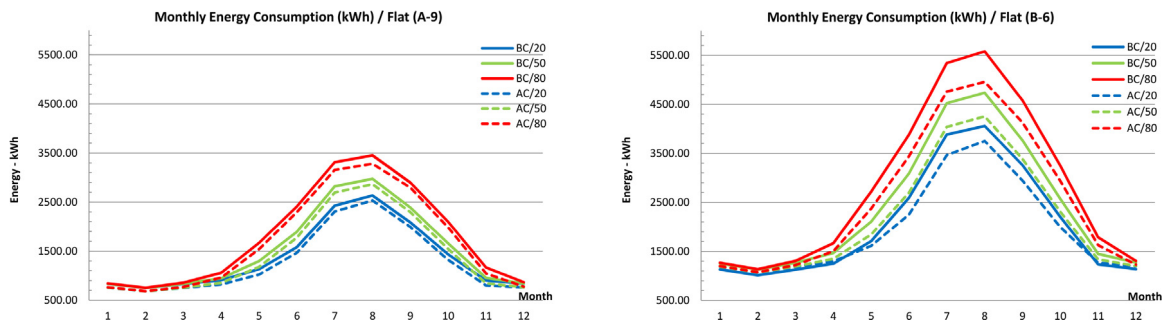 Monthly Energy Consumption (kWh) / Flat (A-9)
Energy - kWh
5500.00
4500.00
3500.00
2500.00
1500.00
500.00
BC/20
BC/50
BC/80
AC/20
AC/50
AC/80
Month
1 2 3 4 5 6 7 8 9 10 11 12
Monthly Energy Consumption (kWh) / Flat (B-6)
Energy - kWh
5500.00
4500.00
3500.00
2500.00
1500.00
500.00
BC/20
BC/50
BC/80
AC/20
AC/50
AC/80
Month
1 2 3 4 5 6 7 8 9 10 11 12